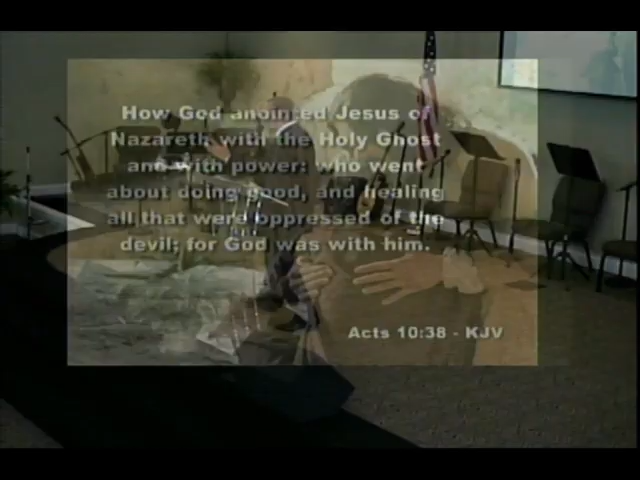 How God anointed Jesus of
Nazareth with the Holy Ghost
and with power: who went
about doing good, and healing
all that were oppressed of the
devil; for God was with him.
Acts 10:38 - KJV